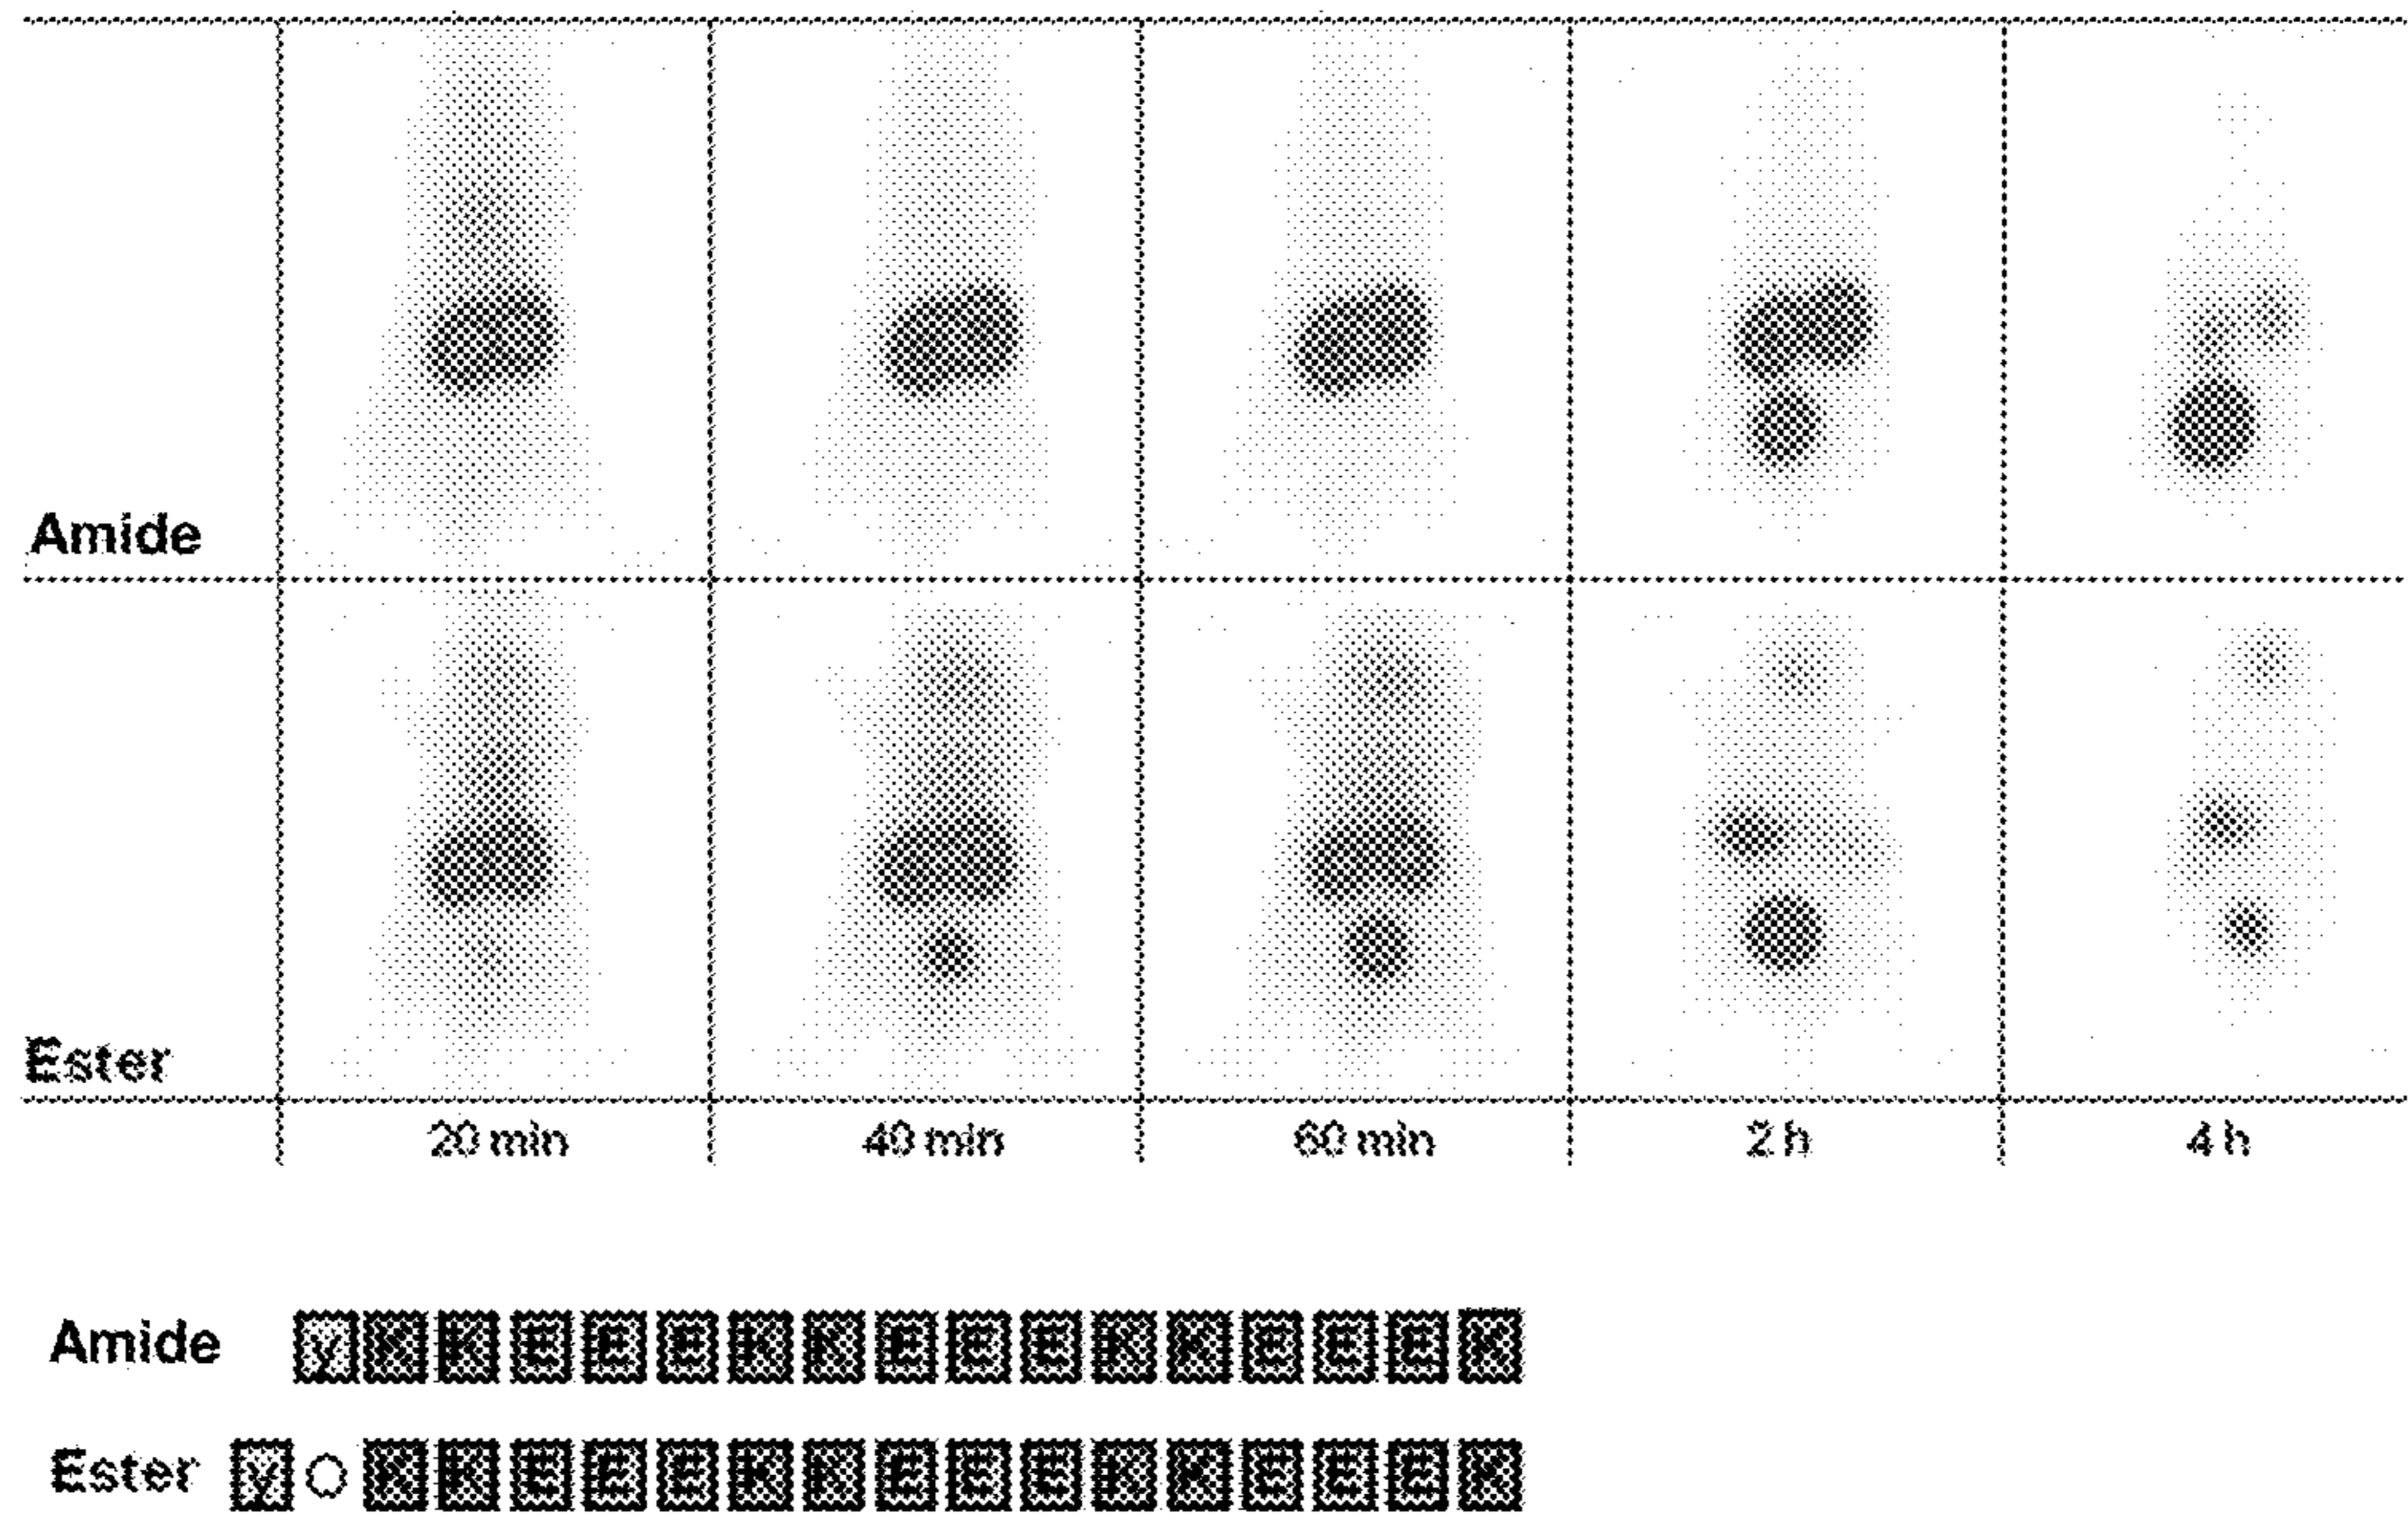 Amide
Ester
20 min 40 min 60 min 2 h 4 h
Amide y K K E E E K K E E E K K E E E K
Ester y O K K E E E K K E E E K K E E E K